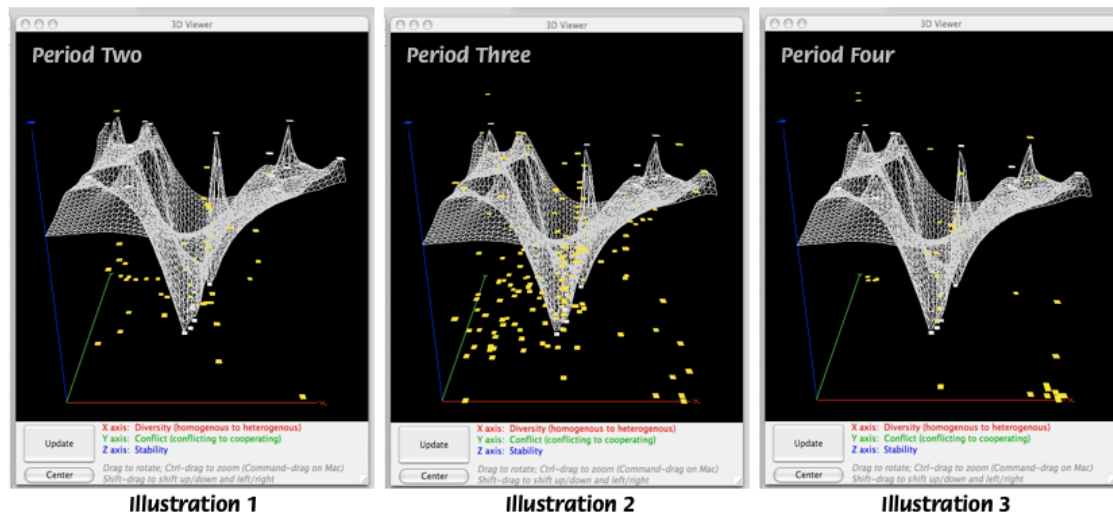 3D Viewer
Period Two
X
X axis: Diversity (homogenous to heterogenous)
Y axis: Conflict (conflicting to cooperating)
Z axis: Stability
Update
Center
Drag to rotate; Ctrl-drag to zoom (Command-drag on Mac)
Shift-drag to shift up/down and left/right
Illustration 1
3D Viewer
Period Three
X
X axis: Diversity (homogenous to heterogenous)
Y axis: Conflict (conflicting to cooperating)
Z axis: Stability
Update
Center
Drag to rotate; Ctrl-drag to zoom (Command-drag on Mac)
Shift-drag to shift up/down and left/right
Illustration 2
3D Viewer
Period Four
X
X axis: Diversity (homogenous to heterogenous)
Y axis: Conflict (conflicting to cooperating)
Z axis: Stability
Update
Center
Drag to rotate; Ctrl-drag to zoom (Command-drag on Mac)
Shift-drag to shift up/down and left/right
Illustration 3